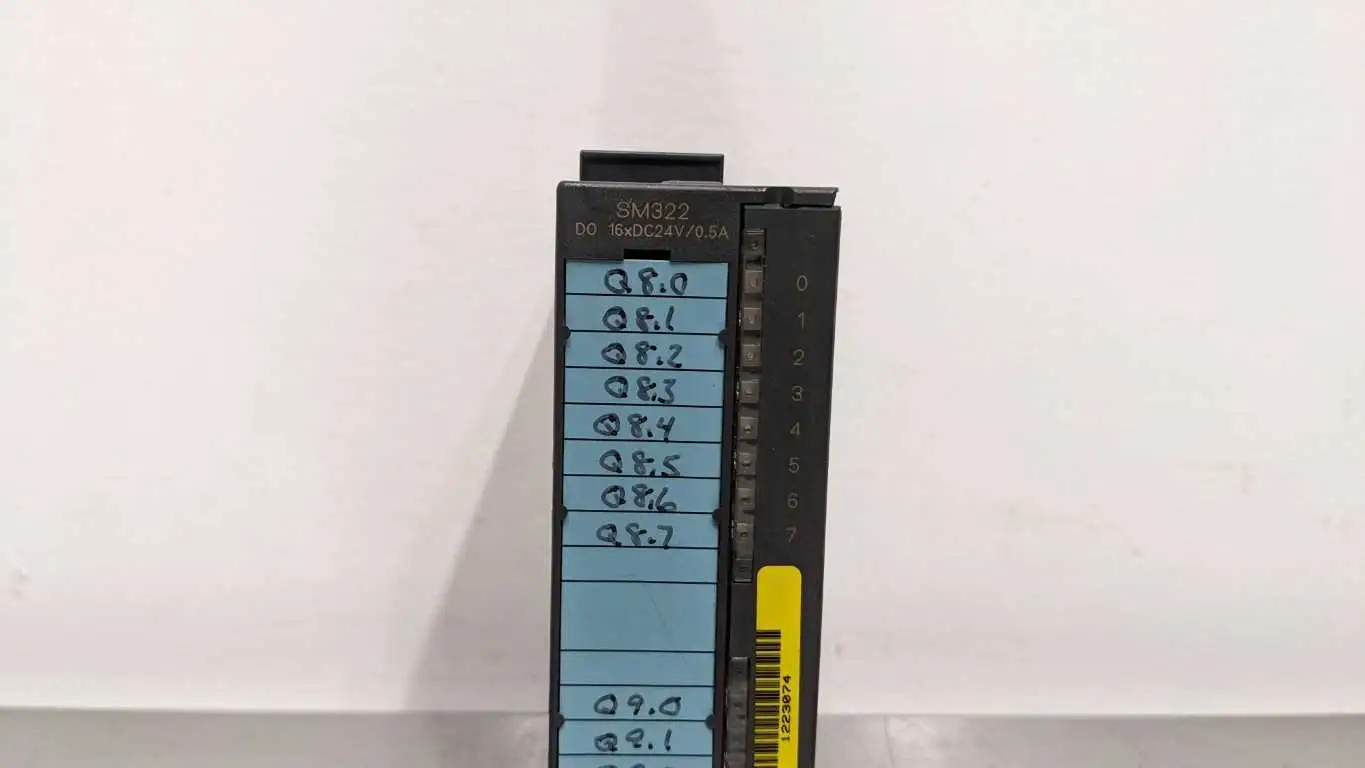 SM322
DO 16xDC24V/0.5A
Q8.0
Q8.1
Q8.2
Q8.3
Q8.4
Q8.5
Q8.6
Q8.7
Q9.0
Q9.1
0
1
2
3
4
5
6
7
1223074